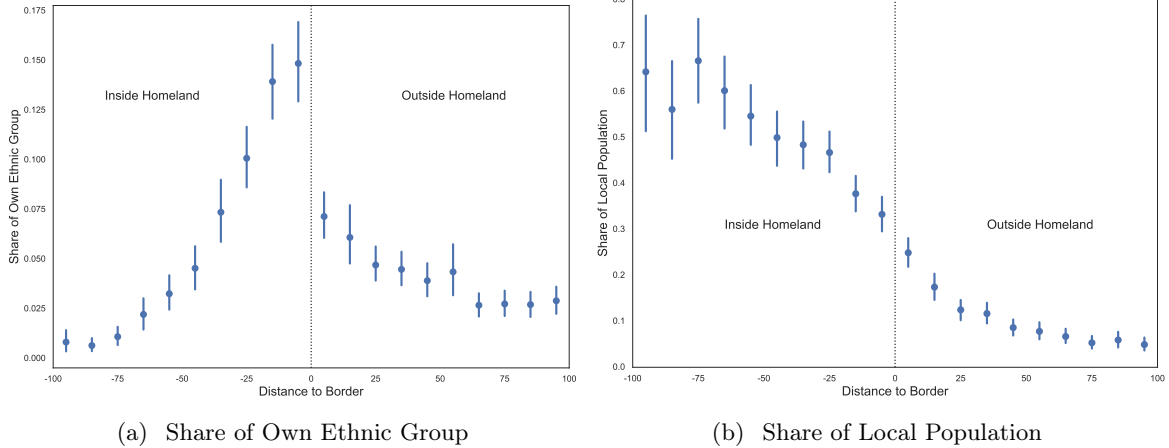 0.175
0.150
0.125
0.100
0.075
0.050
0.025
0.000
Share of Own Ethnic Group
Inside Homeland
Outside Homeland
-100 -75 -50 -25 0 25 50 75 100
Distance to Border
(a) Share of Own Ethnic Group
0.8
0.7
0.6
0.5
0.4
0.3
0.2
0.1
0.0
Share of Local Population
Inside Homeland
Outside Homeland
-100 -75 -50 -25 0 25 50 75 100
Distance to Border
(b) Share of Local Population